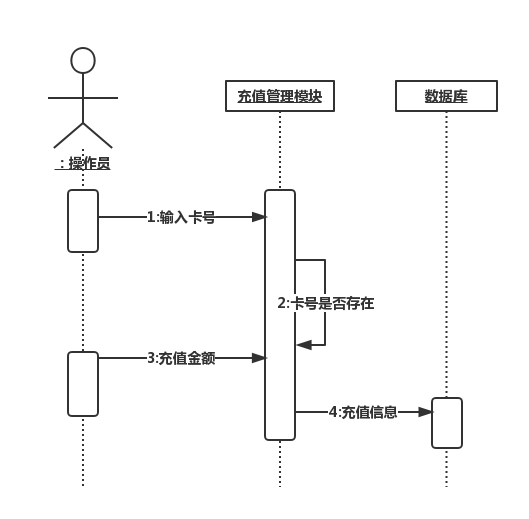 充值管理模块
数据库
: 操作员
1:输入卡号
2:卡号是否存在
3:充值金额
4:充值信息